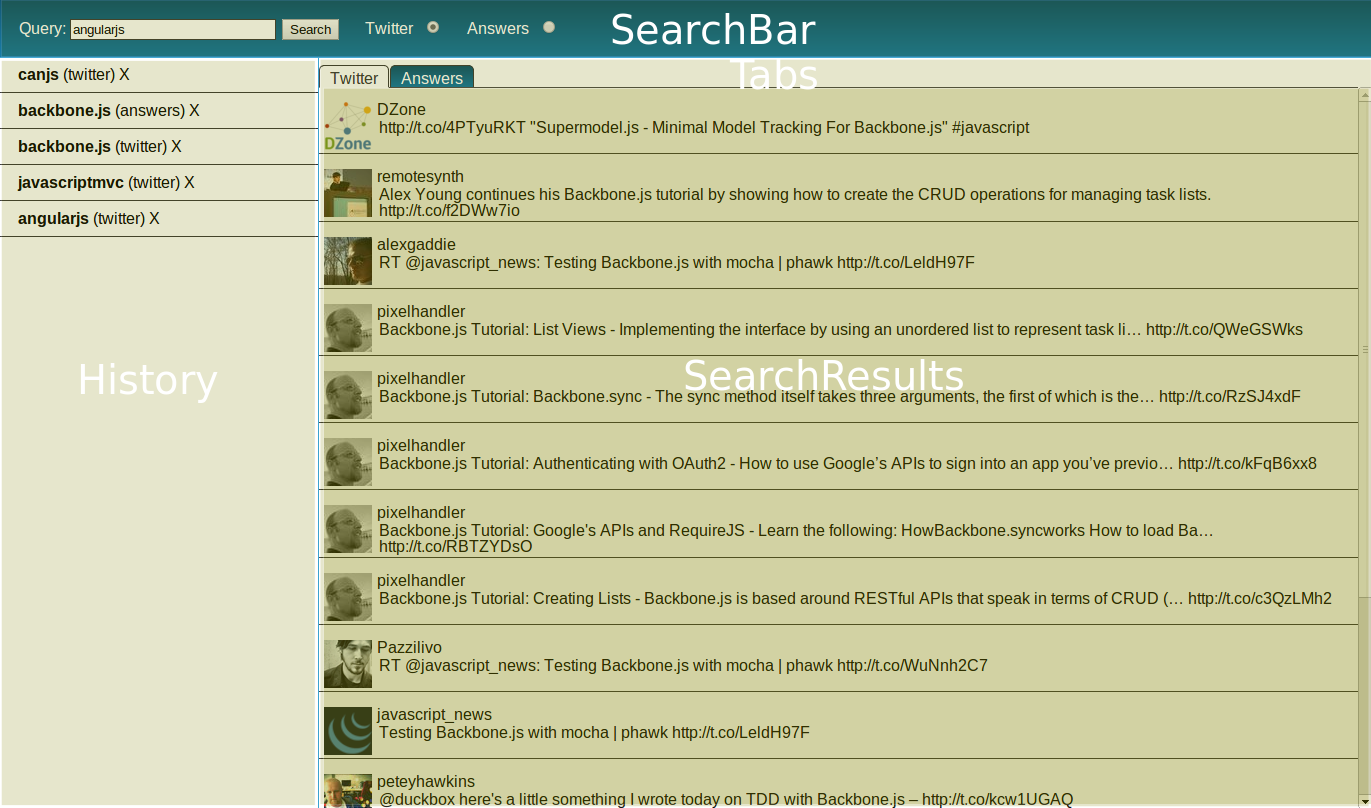 Query: angularjs Search Twitter Answers SearchBar
canjs (twitter) X
backbone.js (answers) X
backbone.js (twitter) X
javascriptmvc (twitter) X
angularjs (twitter) X
History
Twitter Answers Tabs
DZone
DZone
http://t.co/4PTyuRKT "Supermodel.js - Minimal Model Tracking For Backbone.js" #javascript
remotesynth
Alex Young continues his Backbone.js tutorial by showing how to create the CRUD operations for managing task lists.
http://t.co/f2DWw7io
alexgaddie
RT @javascript_news: Testing Backbone.js with mocha | phawk http://t.co/LeldH97F
pixelhandler
Backbone.js Tutorial: List Views - Implementing the interface by using an unordered list to represent task li… http://t.co/QWeGSWks
SearchResults
pixelhandler
Backbone.js Tutorial: Backbone.sync - The sync method itself takes three arguments, the first of which is the… http://t.co/RzSJ4xdF
pixelhandler
Backbone.js Tutorial: Authenticating with OAuth2 - How to use Google’s APIs to sign into an app you’ve previo… http://t.co/kFqB6xx8
pixelhandler
Backbone.js Tutorial: Google's APIs and RequireJS - Learn the following: HowBackbone.syncworks How to load Ba…
http://t.co/RBTZYDsO
pixelhandler
Backbone.js Tutorial: Creating Lists - Backbone.js is based around RESTful APIs that speak in terms of CRUD (… http://t.co/c3QzLMh2
Pazzilivo
RT @javascript_news: Testing Backbone.js with mocha | phawk http://t.co/WuNnh2C7
javascript_news
Testing Backbone.js with mocha | phawk http://t.co/LeldH97F
peteyhawkins
@duckbox here's a little something I wrote today on TDD with Backbone.js – http://t.co/kcw1UGAQ